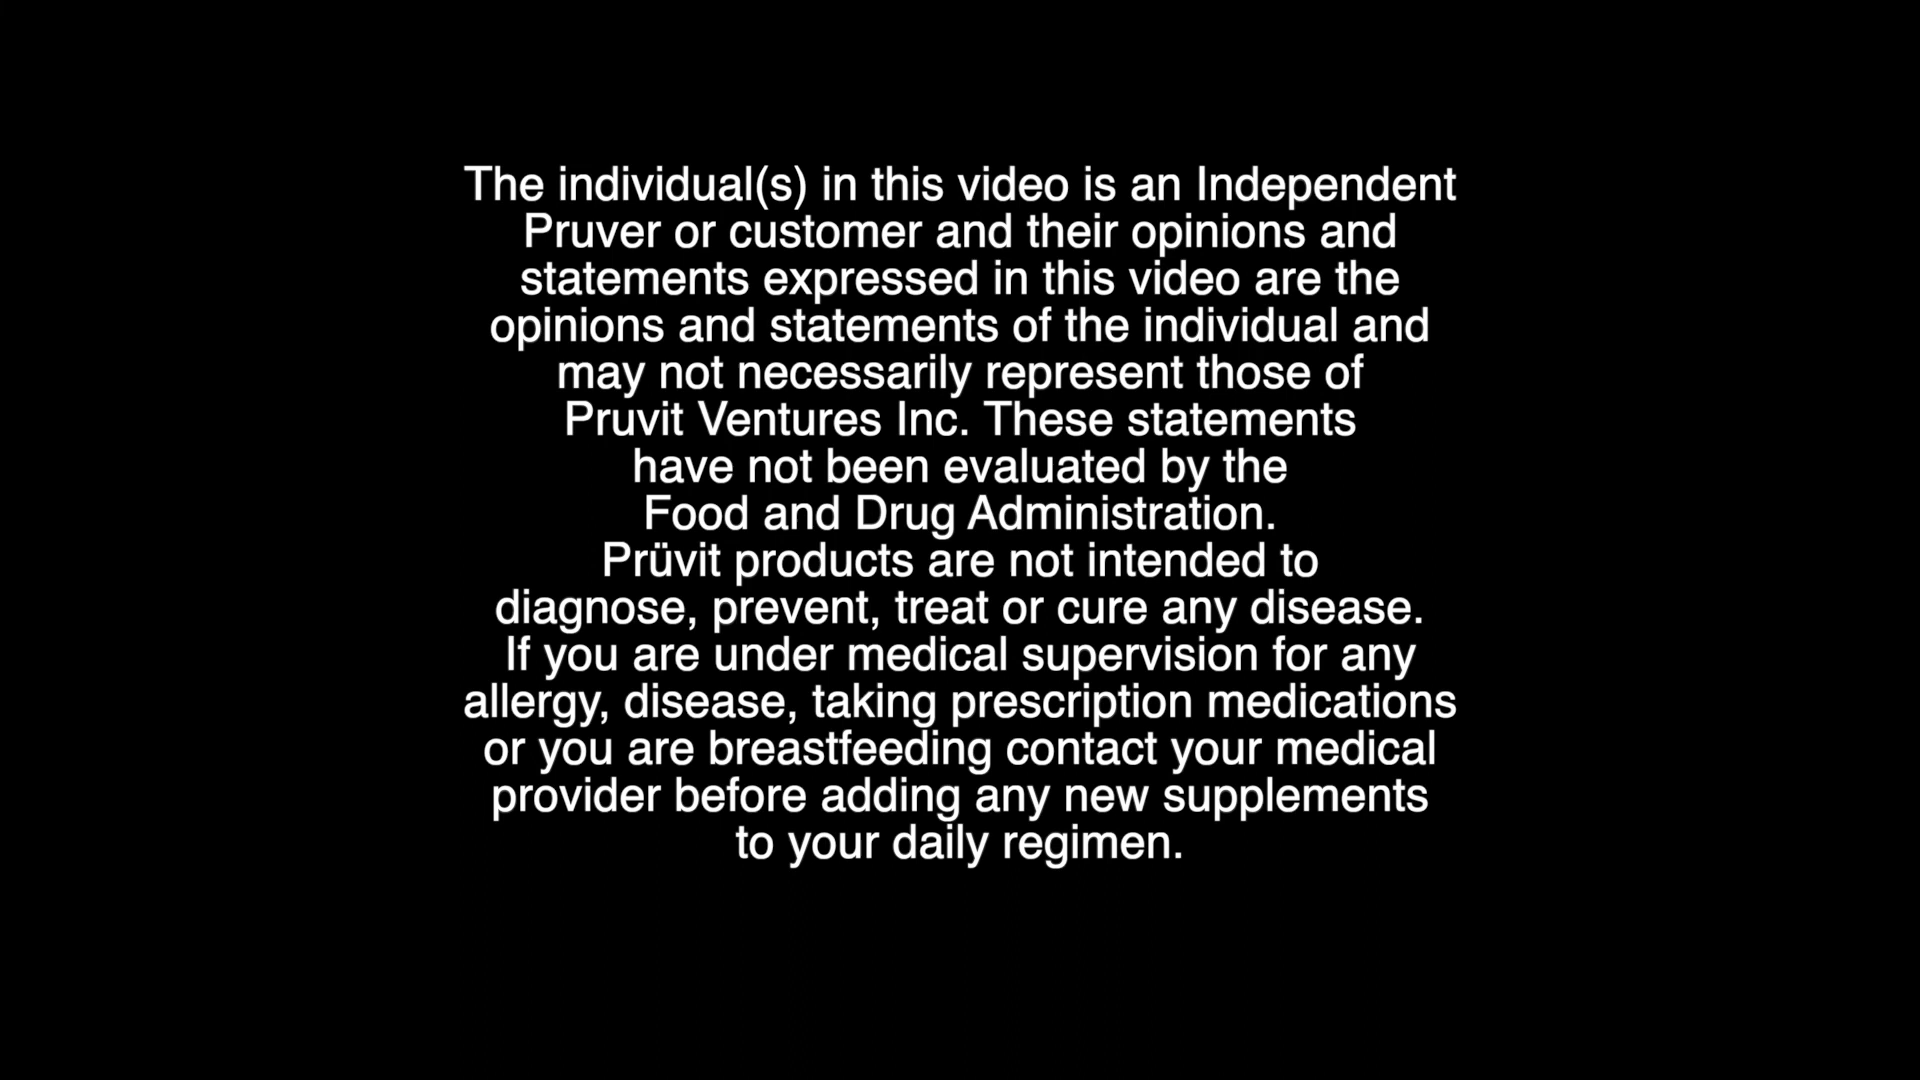 The individual(s) in this video is an Independent
Pruver or customer and their opinions and
statements expressed in this video are the
opinions and statements of the individual and
may not necessarily represent those of
Pruvit Ventures Inc. These statements
have not been evaluated by the
Food and Drug Administration.
Prüvit products are not intended to
diagnose, prevent, treat or cure any disease.
If you are under medical supervision for any
allergy, disease, taking prescription medications
or you are breastfeeding contact your medical
provider before adding any new supplements
to your daily regimen.